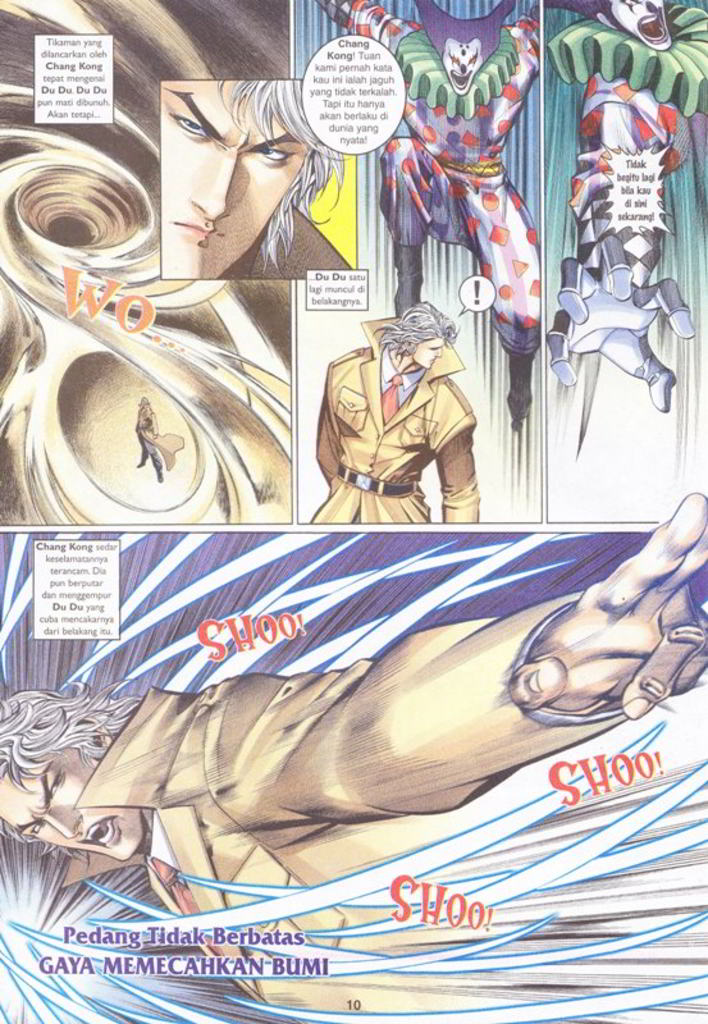 Tikaman yang
dilancarkan oleh
Chang Kong
tepat mengenai
Du Du. Du Du
pun mati dibunuh.
Akan tetapi...
WO...
Chang
Kong! Tuan
kami pernah kata
kau ini ialah jaguh
yang tidak terkalah.
Tapi itu hanya
akan berlaku di
dunia yang
nyata!
...Du Du satu
lagi muncul di
belakangnya.
!
Tidak
begitu lagi
bila kau
di sini
sekarang!
Chang Kong sedar
keselamatannya
terancam. Dia
pun berputar
dan menggempur
Du Du yang
cuba mencakarnya
dari belakang itu.
SHOO!
SHOO!
SHOO!
Pedang Tidak Berbatas
GAYA MEMECAHKAN BUMI
10